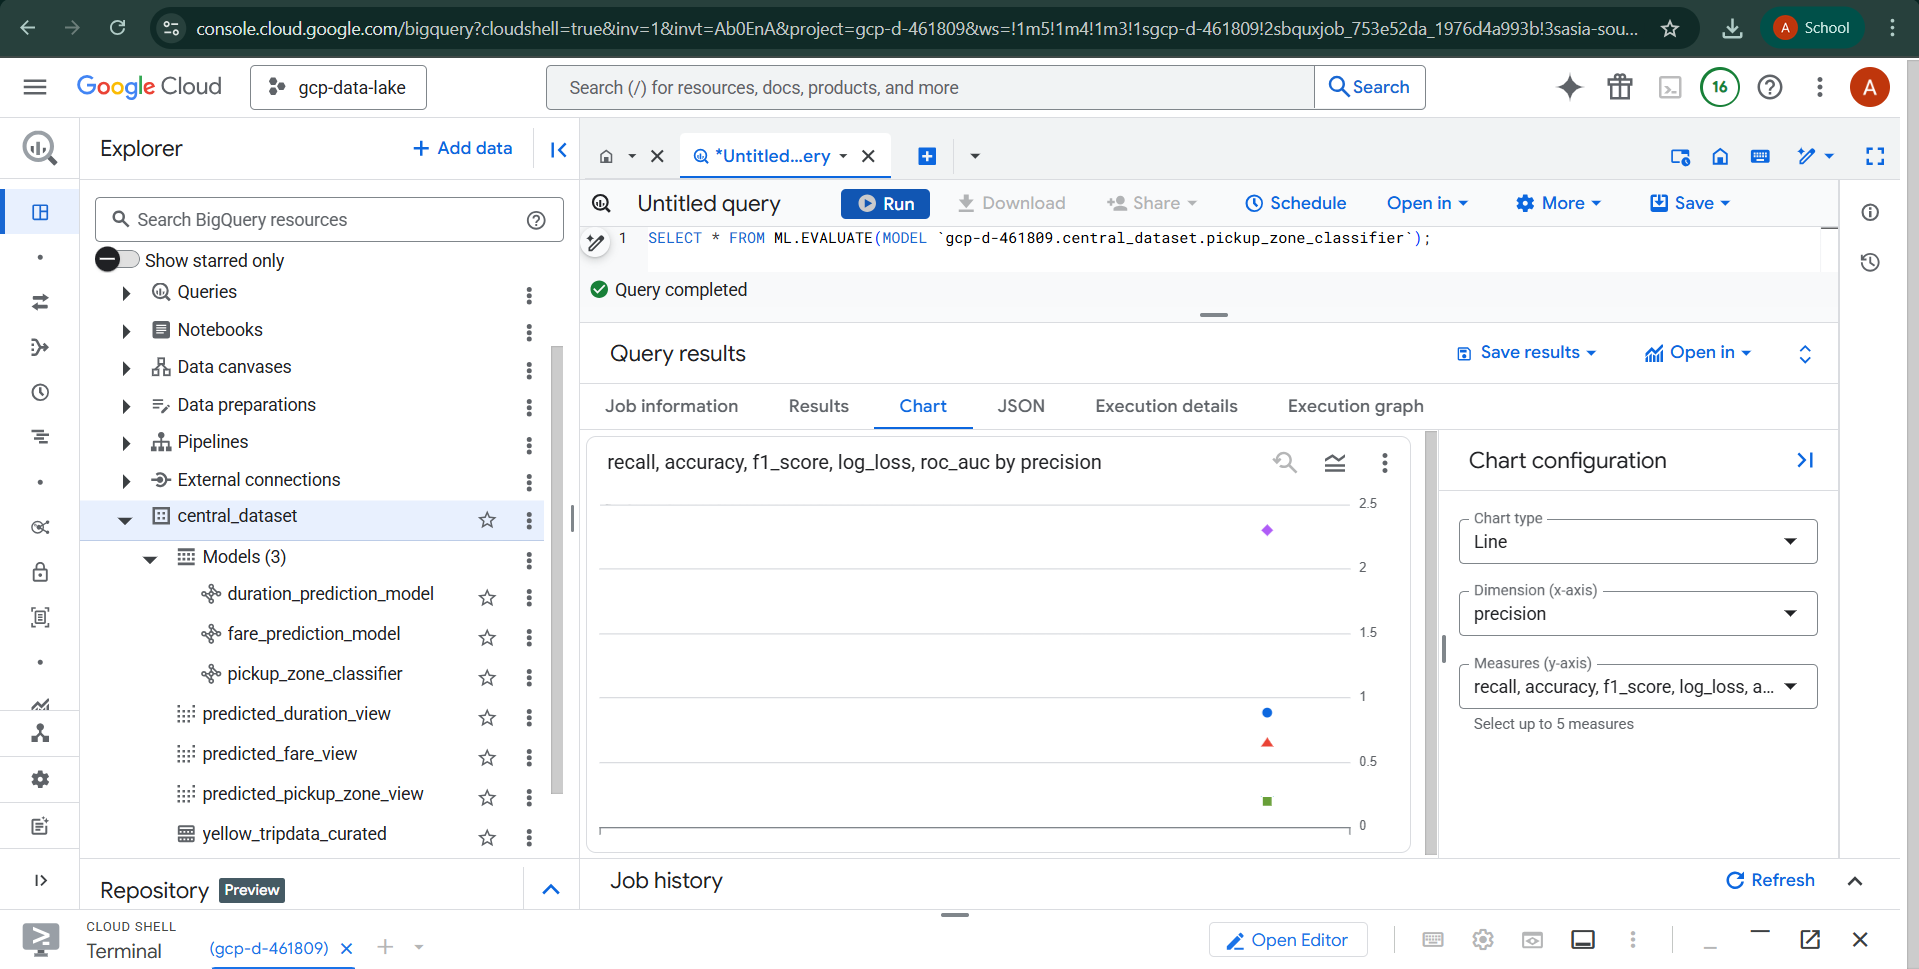 console.cloud.google.com/bigquery?cloudshell=true&inv=1&invt=Ab0EnA&project=gcp-d-461809&ws=!1m5!1m4!1m3!1sgcp-d-461809!2sbquxjob_753e52da_1976d4a993b!3sasia-sou...
A School
Google Cloud
gcp-data-lake
Search (/) for resources, docs, products, and more
Search
16
A
Explorer
+ Add data
*Untitled...ery
Search BigQuery resources
Untitled query
Run
Download
Share
Schedule
Open in
More
Save
1 SELECT * FROM ML.EVALUATE(MODEL `gcp-d-461809.central_dataset.pickup_zone_classifier`);
Show starred only
Query completed
Queries
Notebooks
Data canvases
Data preparations
Pipelines
External connections
central_dataset
Models (3)
duration_prediction_model
fare_prediction_model
pickup_zone_classifier
predicted_duration_view
predicted_fare_view
predicted_pickup_zone_view
yellow_tripdata_curated
Repository Preview
Query results
Save results
Open in
Job information
Results
Chart
JSON
Execution details
Execution graph
recall, accuracy, f1_score, log_loss, roc_auc by precision
2.5
2
1.5
1
0.5
0
Chart configuration
Chart type
Line
Dimension (x-axis)
precision
Measures (y-axis)
recall, accuracy, f1_score, log_loss, a...
Select up to 5 measures
Job history
Refresh
CLOUD SHELL
Terminal
(gcp-d-461809)
Open Editor